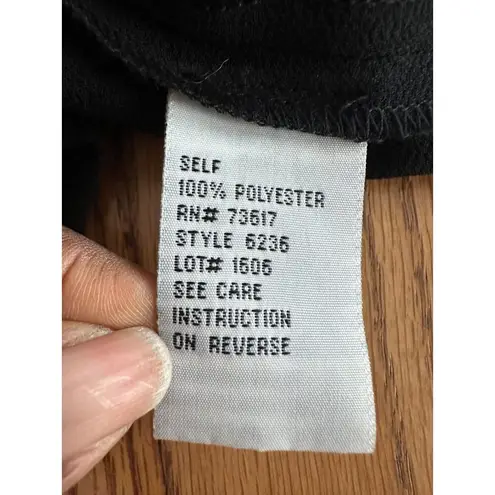 SELF
100% POLYESTER
RN# 73617
STYLE 6236
LOT# 1606
SEE CARE
INSTRUCTION
ON REVERSE